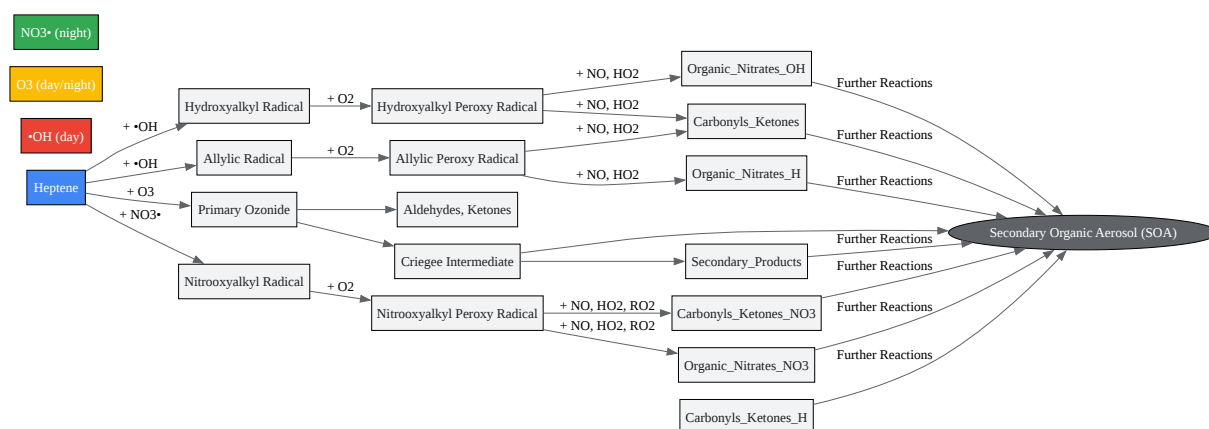 NO3• (night)
O3 (day/night)
•OH (day)
Heptene
+ •OH
+ •OH
+ O3
+ NO3•
Hydroxyalkyl Radical
Allylic Radical
Primary Ozonide
Nitrooxyalkyl Radical
+ O2
+ O2
+ O2
Hydroxyalkyl Peroxy Radical
Allylic Peroxy Radical
Aldehydes, Ketones
Criegee Intermediate
Nitrooxyalkyl Peroxy Radical
+ NO, HO2
+ NO, HO2
+ NO, HO2
+ NO, HO2
+ NO, HO2, RO2
+ NO, HO2, RO2
Organic_Nitrates_OH
Carbonyls_Ketones
Organic_Nitrates_H
Secondary_Products
Carbonyls_Ketones_NO3
Organic_Nitrates_NO3
Carbonyls_Ketones_H
Further Reactions
Further Reactions
Further Reactions
Further Reactions
Further Reactions
Further Reactions
Further Reactions
Secondary Organic Aerosol (SOA)